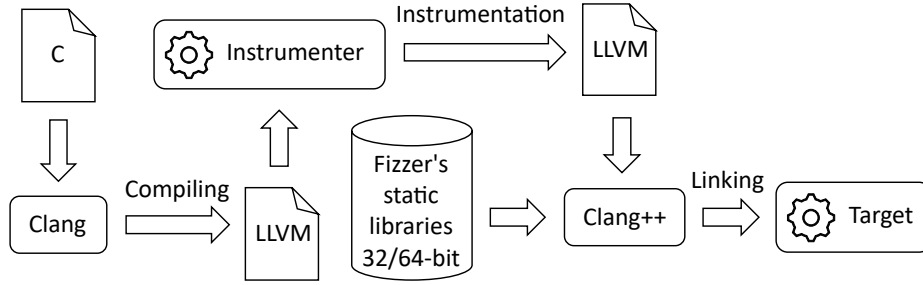 Instrumentation
C
Instrumenter
LLVM
Fizzer's
static
libraries
32/64-bit
Compiling
Linking
Clang
LLVM
Clang++
Target